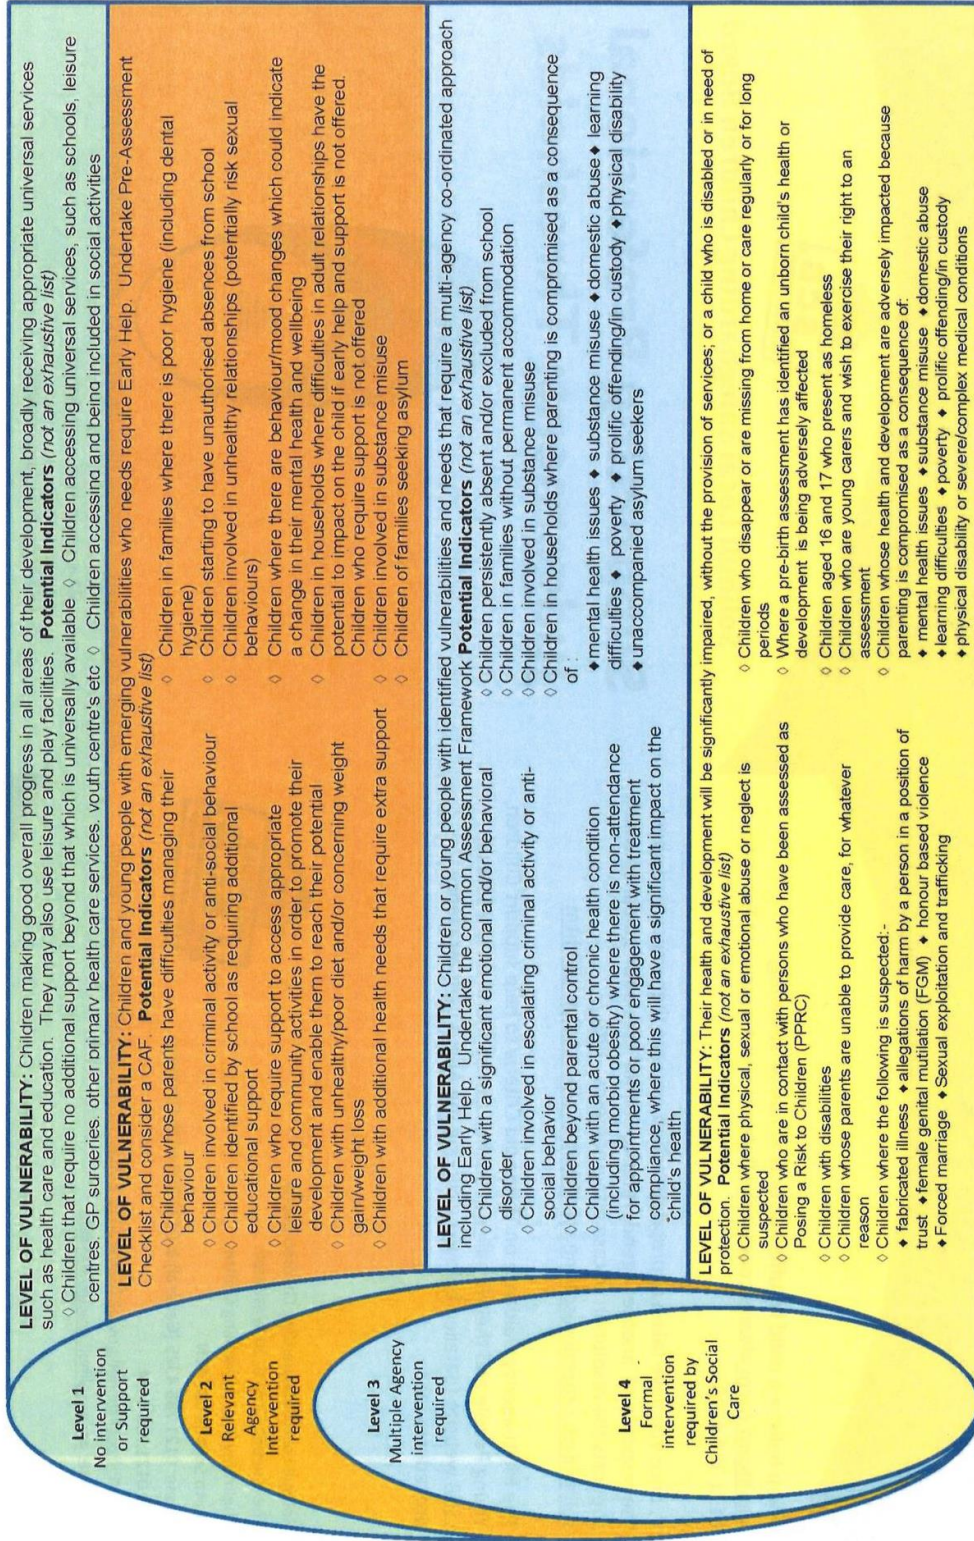 Level 1
No intervention
or Support
required
LEVEL OF VULNERABILITY: Children making good overall progress in all areas of their development, broadly receiving appropriate universal services
such as health care and education. They may also use leisure and play facilities. Potential Indicators (not an exhaustive list)
◊ Children that require no additional support beyond that which is universally available ◊ Children accessing universal services, such as schools, leisure
centres, GP surgeries, other primary health care services, youth centre's etc ◊ Children accessing and being included in social activities
Level 2
Relevant
Agency
Intervention
required
LEVEL OF VULNERABILITY: Children and young people with emerging vulnerabilities who needs require Early Help. Undertake Pre-Assessment
Checklist and consider a CAF. Potential Indicators (not an exhaustive list)
◊ Children whose parents have difficulties managing their
behaviour
◊ Children involved in criminal activity or anti-social behaviour
◊ Children identified by school as requiring additional
educational support
◊ Children who require support to access appropriate
leisure and community activities in order to promote their
development and enable them to reach their potential
◊ Children with unhealthy/poor diet and/or concerning weight
gain/weight loss
◊ Children with additional health needs that require extra support
◊ Children in families where there is poor hygiene (including dental
hygiene)
◊ Children starting to have unauthorised absences from school
◊ Children involved in unhealthy relationships (potentially risk sexual
behaviours)
◊ Children where there are behaviour/mood changes which could indicate
a change in their mental health and wellbeing
◊ Children in households where difficulties in adult relationships have the
potential to impact on the child if early help and support is not offered.
Children who require support is not offered
◊ Children involved in substance misuse
◊ Children of families seeking asylum
Level 3
Multiple Agency
intervention
required
LEVEL OF VULNERABILITY: Children or young people with identified vulnerabilities and needs that require a multi-agency co-ordinated approach
including Early Help. Undertake the common Assessment Framework Potential Indicators (not an exhaustive list)
◊ Children with a significant emotional and/or behavioral
disorder
◊ Children involved in escalating criminal activity or anti-
social behavior
◊ Children beyond parental control
◊ Children with an acute or chronic health condition
(including morbid obesity) where there is non-attendance
for appointments or poor engagement with treatment
compliance, where this will have a significant impact on the
child's health
◊ Children persistently absent and/or excluded from school
◊ Children in families without permanent accommodation
◊ Children involved in substance misuse
◊ Children in households where parenting is compromised as a consequence
of :
♦mental health issues ♦ substance misuse ♦domestic abuse♦ learning
difficulties ♦ poverty ♦ prolific offending/in custody ♦physical disability
♦ unaccompanied asylum seekers
Level 4
Formal
intervention
required by
Children's Social
Care
LEVEL OF VULNERABILITY: Their health and development will be significantly impaired, without the provision of services; or a child who is disabled or in need of
protection. Potential Indicators (not an exhaustive list)
◊ Children where physical, sexual or emotional abuse or neglect is
suspected
◊ Children who are in contact with persons who have been assessed as
Posing a Risk to Children (PPRC)
◊ Children with disabilities
◊ Children whose parents are unable to provide care, for whatever
reason
◊ Children where the following is suspected:-
♦ fabricated illness ♦ allegations of harm by a person in a position of
trust ♦female genital mutilation (FGM) ♦ honour based violence
♦Forced marriage ♦ Sexual exploitation and trafficking
◊ Children who disappear or are missing from home or care regularly or for long
periods
◊ Where a pre-birth assessment has identified an unborn child's health or
development is being adversely affected
◊ Children aged 16 and 17 who present as homeless
◊ Children who are young carers and wish to exercise their right to an
assessment
◊ Children whose health and development are adversely impacted because
parenting is compromised as a consequence of:
♦ mental health issues ♦ substance misuse ♦ domestic abuse
♦learning difficulties ♦poverty ♦ prolific offending/in custody
♦ physical disability or severe/complex medical conditions